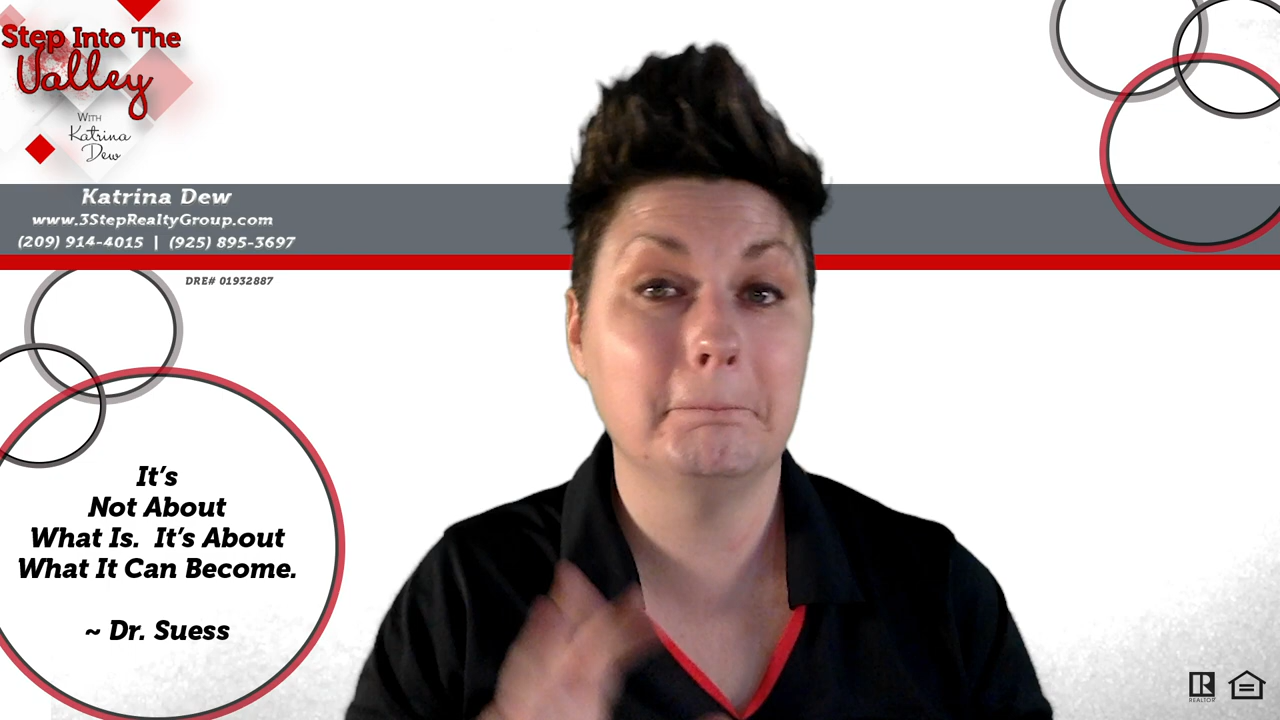 Step Into The
Valley
With
Katrina
Dew
Katrina Dew
www.3StepRealtyGroup.com
(209) 914-4015 | (925) 895-3697
DRE# 01932887
It's
Not About
What Is. It's About
What It Can Become.
~ Dr. Suess
R
REALTOR